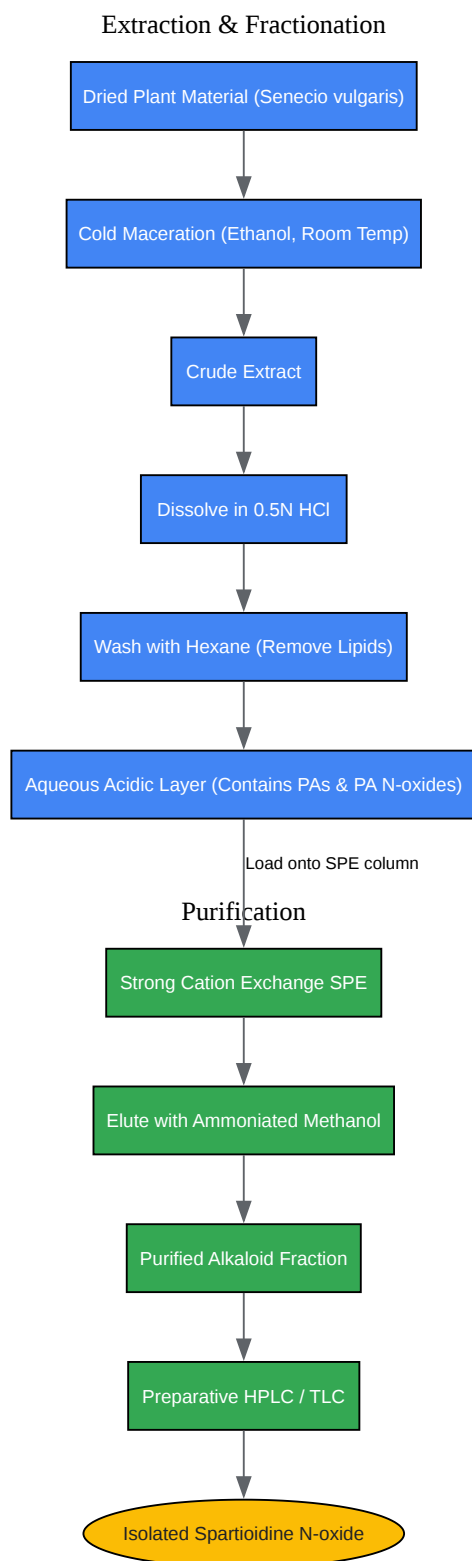 Extraction & Fractionation
Dried Plant Material (Senecio vulgaris)
Cold Maceration (Ethanol, Room Temp)
Crude Extract
Dissolve in 0.5N HCl
Wash with Hexane (Remove Lipids)
Aqueous Acidic Layer (Contains PAs & PA N-oxides)
Load onto SPE column
Purification
Strong Cation Exchange SPE
Elute with Ammoniated Methanol
Purified Alkaloid Fraction
Preparative HPLC / TLC
Isolated Spartioidine N-oxide